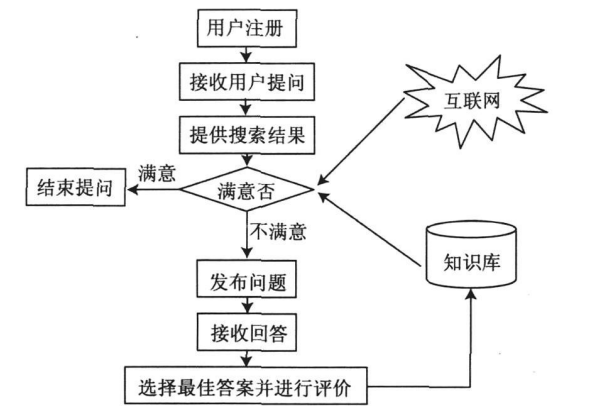 用户注册
接收用户提问
互联网
提供搜索结果
满意
结束提问
满意否
不满意
知识库
发布问题
接收回答
选择最佳答案并进行评价